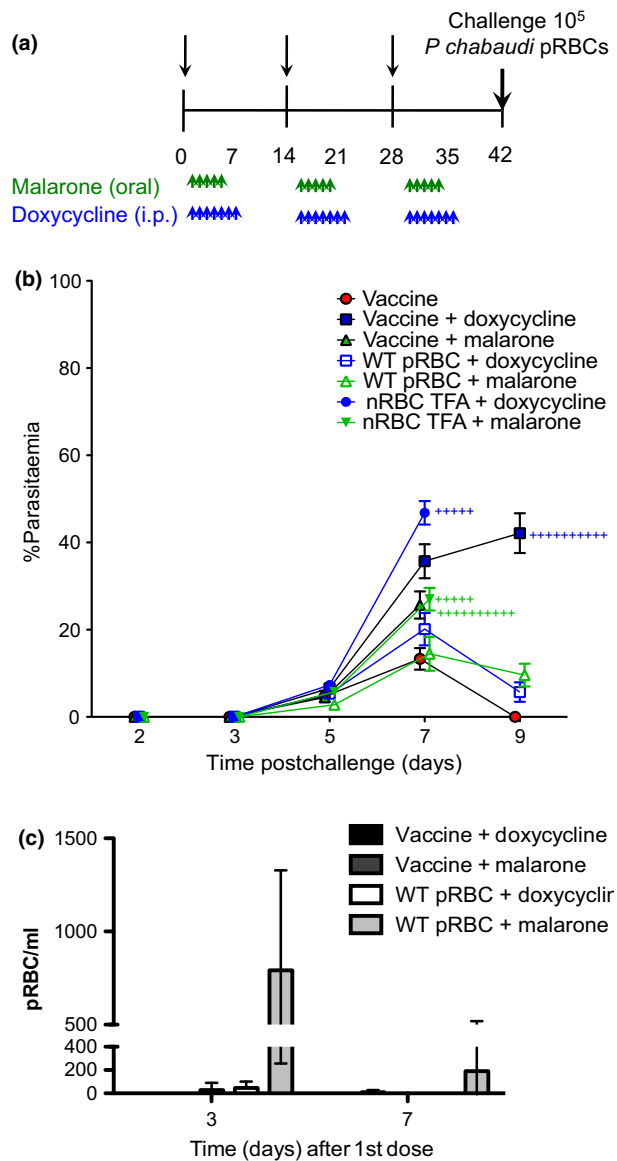 (a)
Challenge 10⁵
P chabaudi pRBCs
0 7 14 21 28 35 42
Malarone (oral)
Doxycycline (i.p.)
(b)
100
80
60
40
20
0
%Parasitaemia
Vaccine
Vaccine + doxycycline
Vaccine + malarone
WT pRBC + doxycycline
WT pRBC + malarone
nRBC TFA + doxycycline
nRBC TFA + malarone
++++++
++++++++++++
++++++
+++++++++++
2 3 5 7 9
Time postchallenge (days)
(c)
1500
1000
500
400
200
0
pRBC/ml
Vaccine + doxycycline
Vaccine + malarone
WT pRBC + doxycyclin
WT pRBC + malarone
3 7
Time (days) after 1st dose